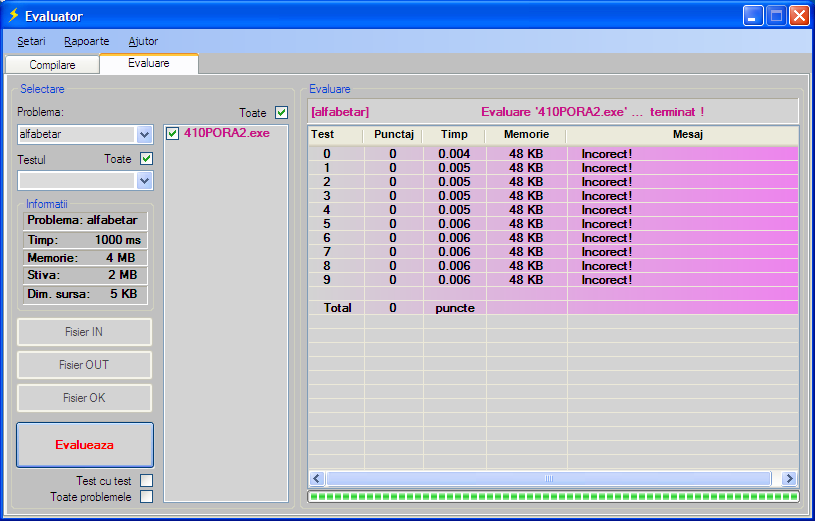 Evaluator
Setari Rapoarte Ajutor
Compilare Evaluare
Selectare
Problema: Toate
alfabetar
Testul Toate
Informatii
Problema: alfabetar
Timp: 1000 ms
Memorie: 4 MB
Stiva: 2 MB
Dim. sursa: 5 KB
Fisier IN
Fisier OUT
Fisier OK
Evalueaza
Test cu test
Toate problemele
410PORA2.exe
Evaluare
[alfabetar] Evaluare '410PORA2.exe' ... terminat !
Test Punctaj Timp Memorie Mesaj
0 0 0.004 48 KB Incorect!
1 0 0.005 48 KB Incorect!
2 0 0.005 48 KB Incorect!
3 0 0.005 48 KB Incorect!
4 0 0.005 48 KB Incorect!
5 0 0.006 48 KB Incorect!
6 0 0.006 48 KB Incorect!
7 0 0.006 48 KB Incorect!
8 0 0.006 48 KB Incorect!
9 0 0.006 48 KB Incorect!
Total 0 puncte